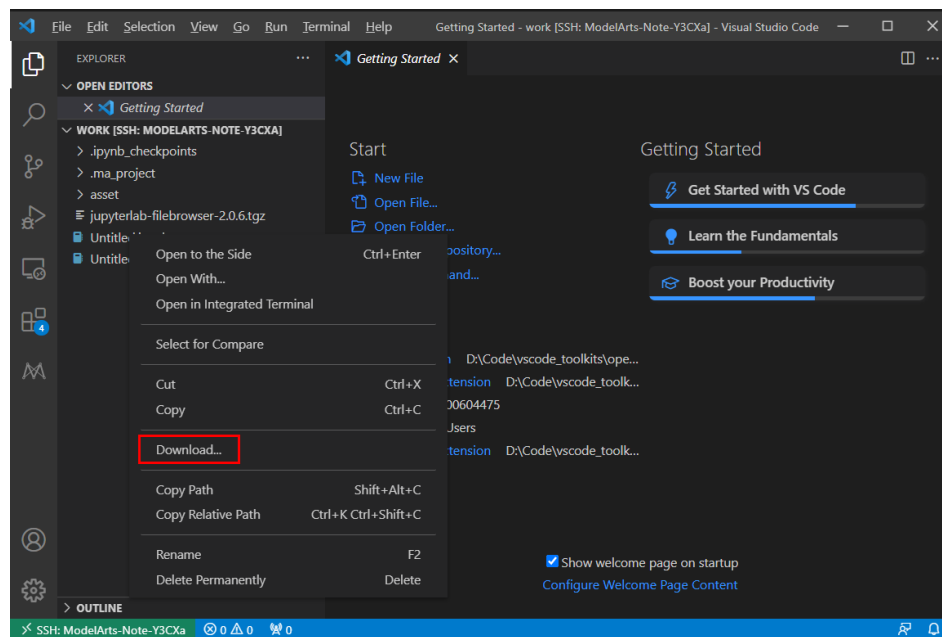 File Edit Selection View Go Run Terminal Help Getting Started - work [SSH: ModelArts-Note-Y3CXa] - Visual Studio Code
EXPLORER
Getting Started
OPEN EDITORS
Getting Started
WORK [SSH: MODELARTS-NOTE-Y3CXA]
.ipynb_checkpoints
.ma_project
asset
jupyterlab-filebrowser-2.0.6.tgz
Open to the Side Ctrl+Enter
Open With...
Open in Integrated Terminal
Select for Compare
Cut Ctrl+X
Copy Ctrl+C
Download...
Copy Path Shift+Alt+C
Copy Relative Path Ctrl+K Ctrl+Shift+C
Rename F2
Delete Permanently Delete
OUTLINE
4
Start
New File
Open File...
Open Folder...
D:\Code\vscode_toolkits\ope...
D:\Code\vscode_toolk...
00604475
D:\Code\vscode_toolk...
Getting Started
Get Started with VS Code
Learn the Fundamentals
Boost your Productivity
Show welcome page on startup
Configure Welcome Page Content
SSH: ModelArts-Note-Y3CXa 0 0 0